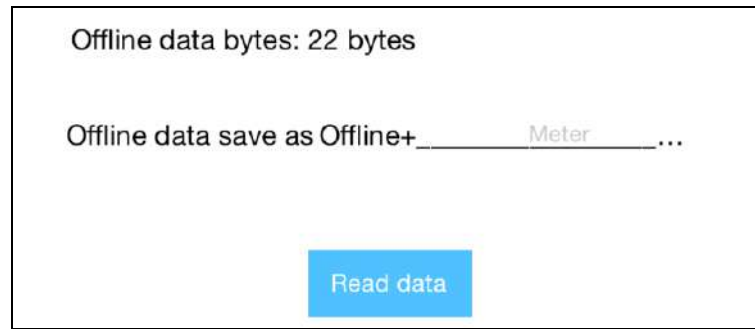 Offline data bytes: 22 bytes
Offline data save as Offline+_______Meter_______...
Read data